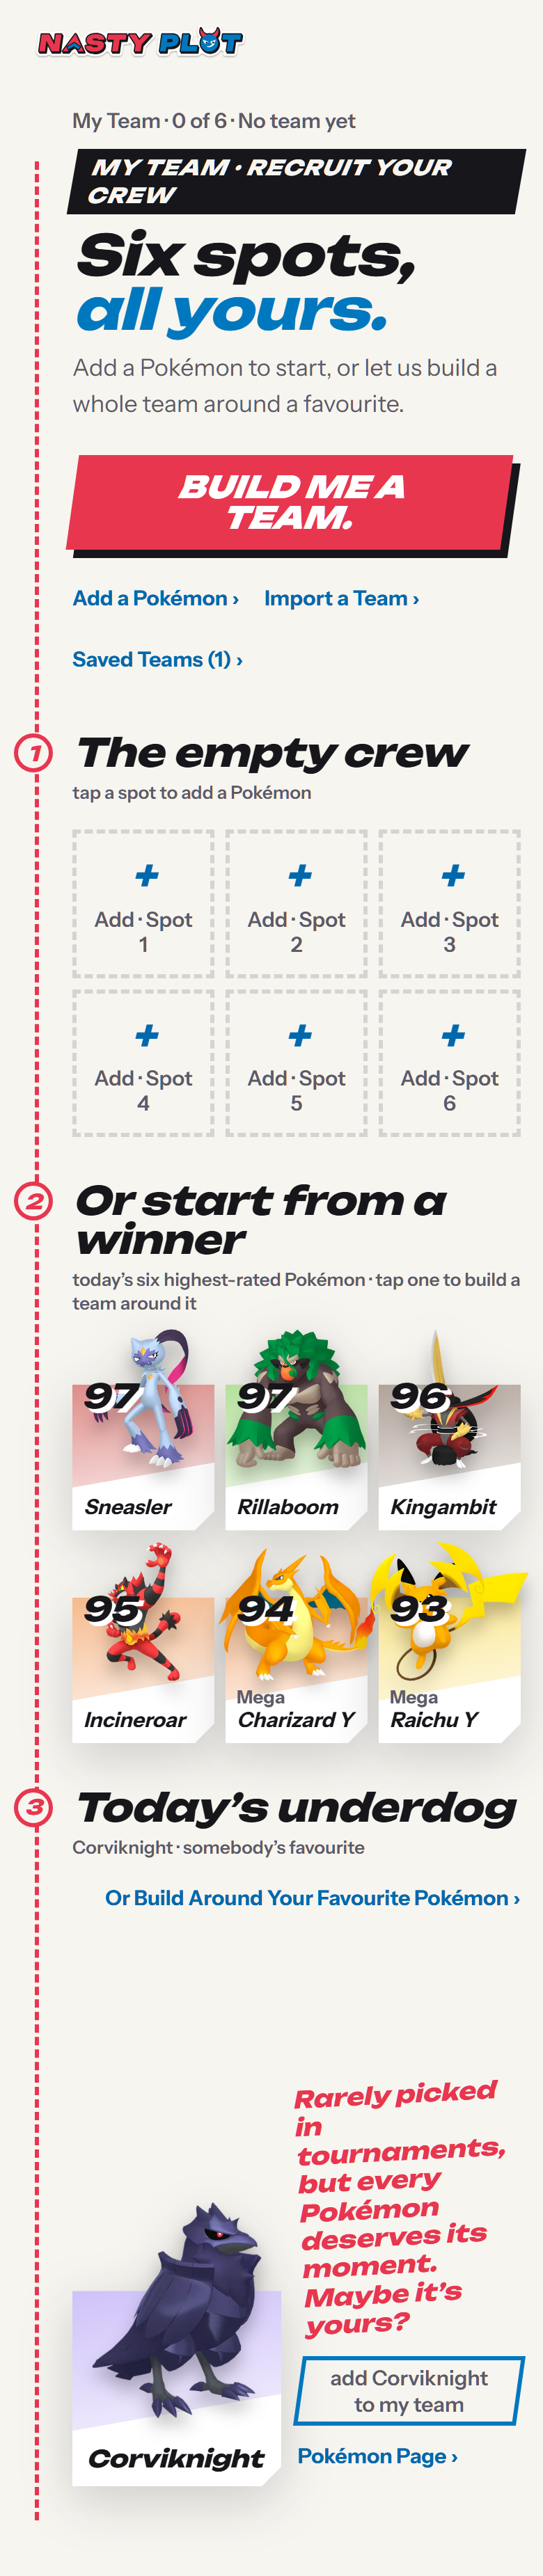 NASTY PLOT
My Team · 0 of 6 · No team yet
MY TEAM • RECRUIT YOUR
CREW
Six spots,
all yours.
Add a Pokémon to start, or let us build a
whole team around a favourite.
BUILD ME A
TEAM.
Add a Pokémon › Import a Team ›
Saved Teams (1) ›
1 The empty crew
tap a spot to add a Pokémon
+ + +
Add · Spot Add · Spot Add · Spot
1 2 3
+ + +
Add · Spot Add · Spot Add · Spot
4 5 6
2 Or start from a
winner
today’s six highest-rated Pokémon · tap one to build a
team around it
97 97 96
Sneasler Rillaboom Kingambit
95 94 93
Mega Mega
Incineroar Charizard Y Raichu Y
3 Today’s underdog
Corviknight · somebody’s favourite
Or Build Around Your Favourite Pokémon ›
Rarely picked
in
tournaments,
but every
Pokémon
deserves its
moment.
Maybe it’s
yours?
add Corviknight
to my team
Corviknight
Pokémon Page ›